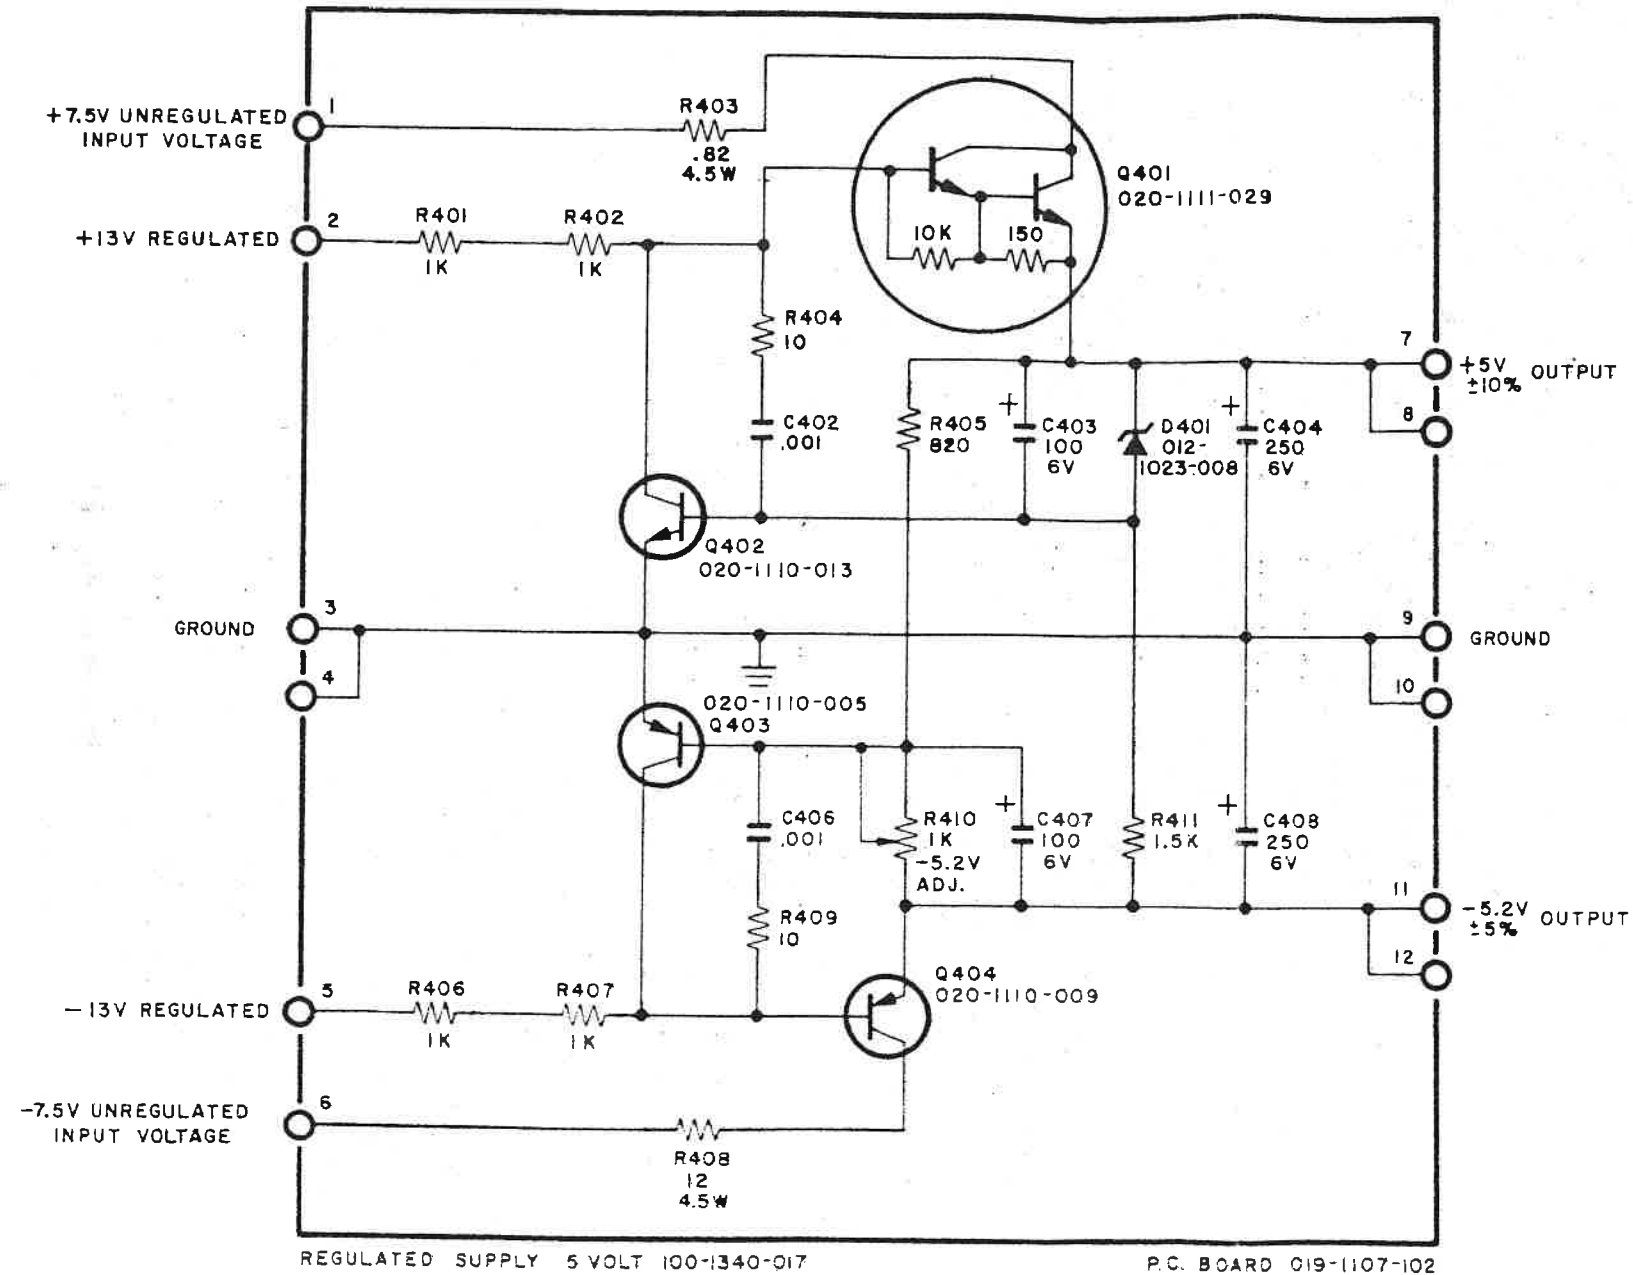 +7.5V UNREGULATED
INPUT VOLTAGE
1
R403
.82
4.5W
Q401
020-1111-029
10K
150
+13V REGULATED
2
R401
1K
R402
1K
R404
10
C402
.001
7
+5V
±10%
OUTPUT
8
R405
820
+
C403
100
6V
D401
012-
1023-008
+
C404
250
6V
Q402
020-1110-013
GROUND
3
4
9
GROUND
10
020-1110-005
Q403
C406
.001
R410
1K
-5.2V
ADJ.
+
C407
100
6V
R411
1.5K
+
C408
250
6V
R409
10
11
-5.2V
±5%
OUTPUT
12
Q404
020-1110-009
-13V REGULATED
5
R406
1K
R407
1K
-7.5V UNREGULATED
INPUT VOLTAGE
6
R408
12
4.5W
REGULATED SUPPLY 5 VOLT 100-1340-017
P.C. BOARD 019-1107-102